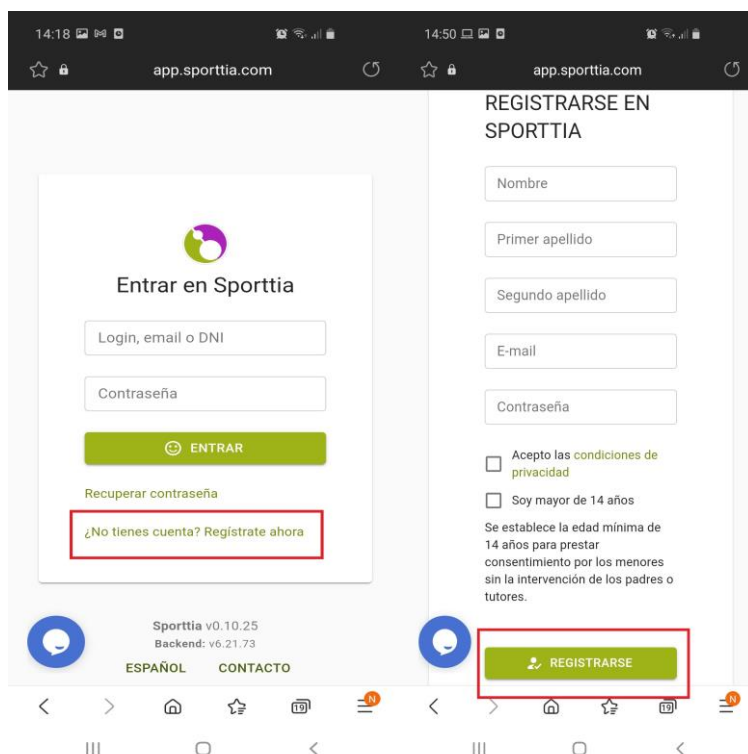 14:18
app.sporttia.com
Entrar en Sporttia
Login, email o DNI
Contraseña
ENTRAR
Recuperar contraseña
¿No tienes cuenta? Regístrate ahora
Sporttia v0.10.25
Backend: v6.21.73
ESPAÑOL CONTACTO
19
N
14:50
app.sporttia.com
REGISTRARSE EN
SPORTTIA
Nombre
Primer apellido
Segundo apellido
E-mail
Contraseña
Acepto las condiciones de
privacidad
Soy mayor de 14 años
Se establece la edad mínima de
14 años para prestar
consentimiento por los menores
sin la intervención de los padres o
tutores.
REGISTRARSE
19
N